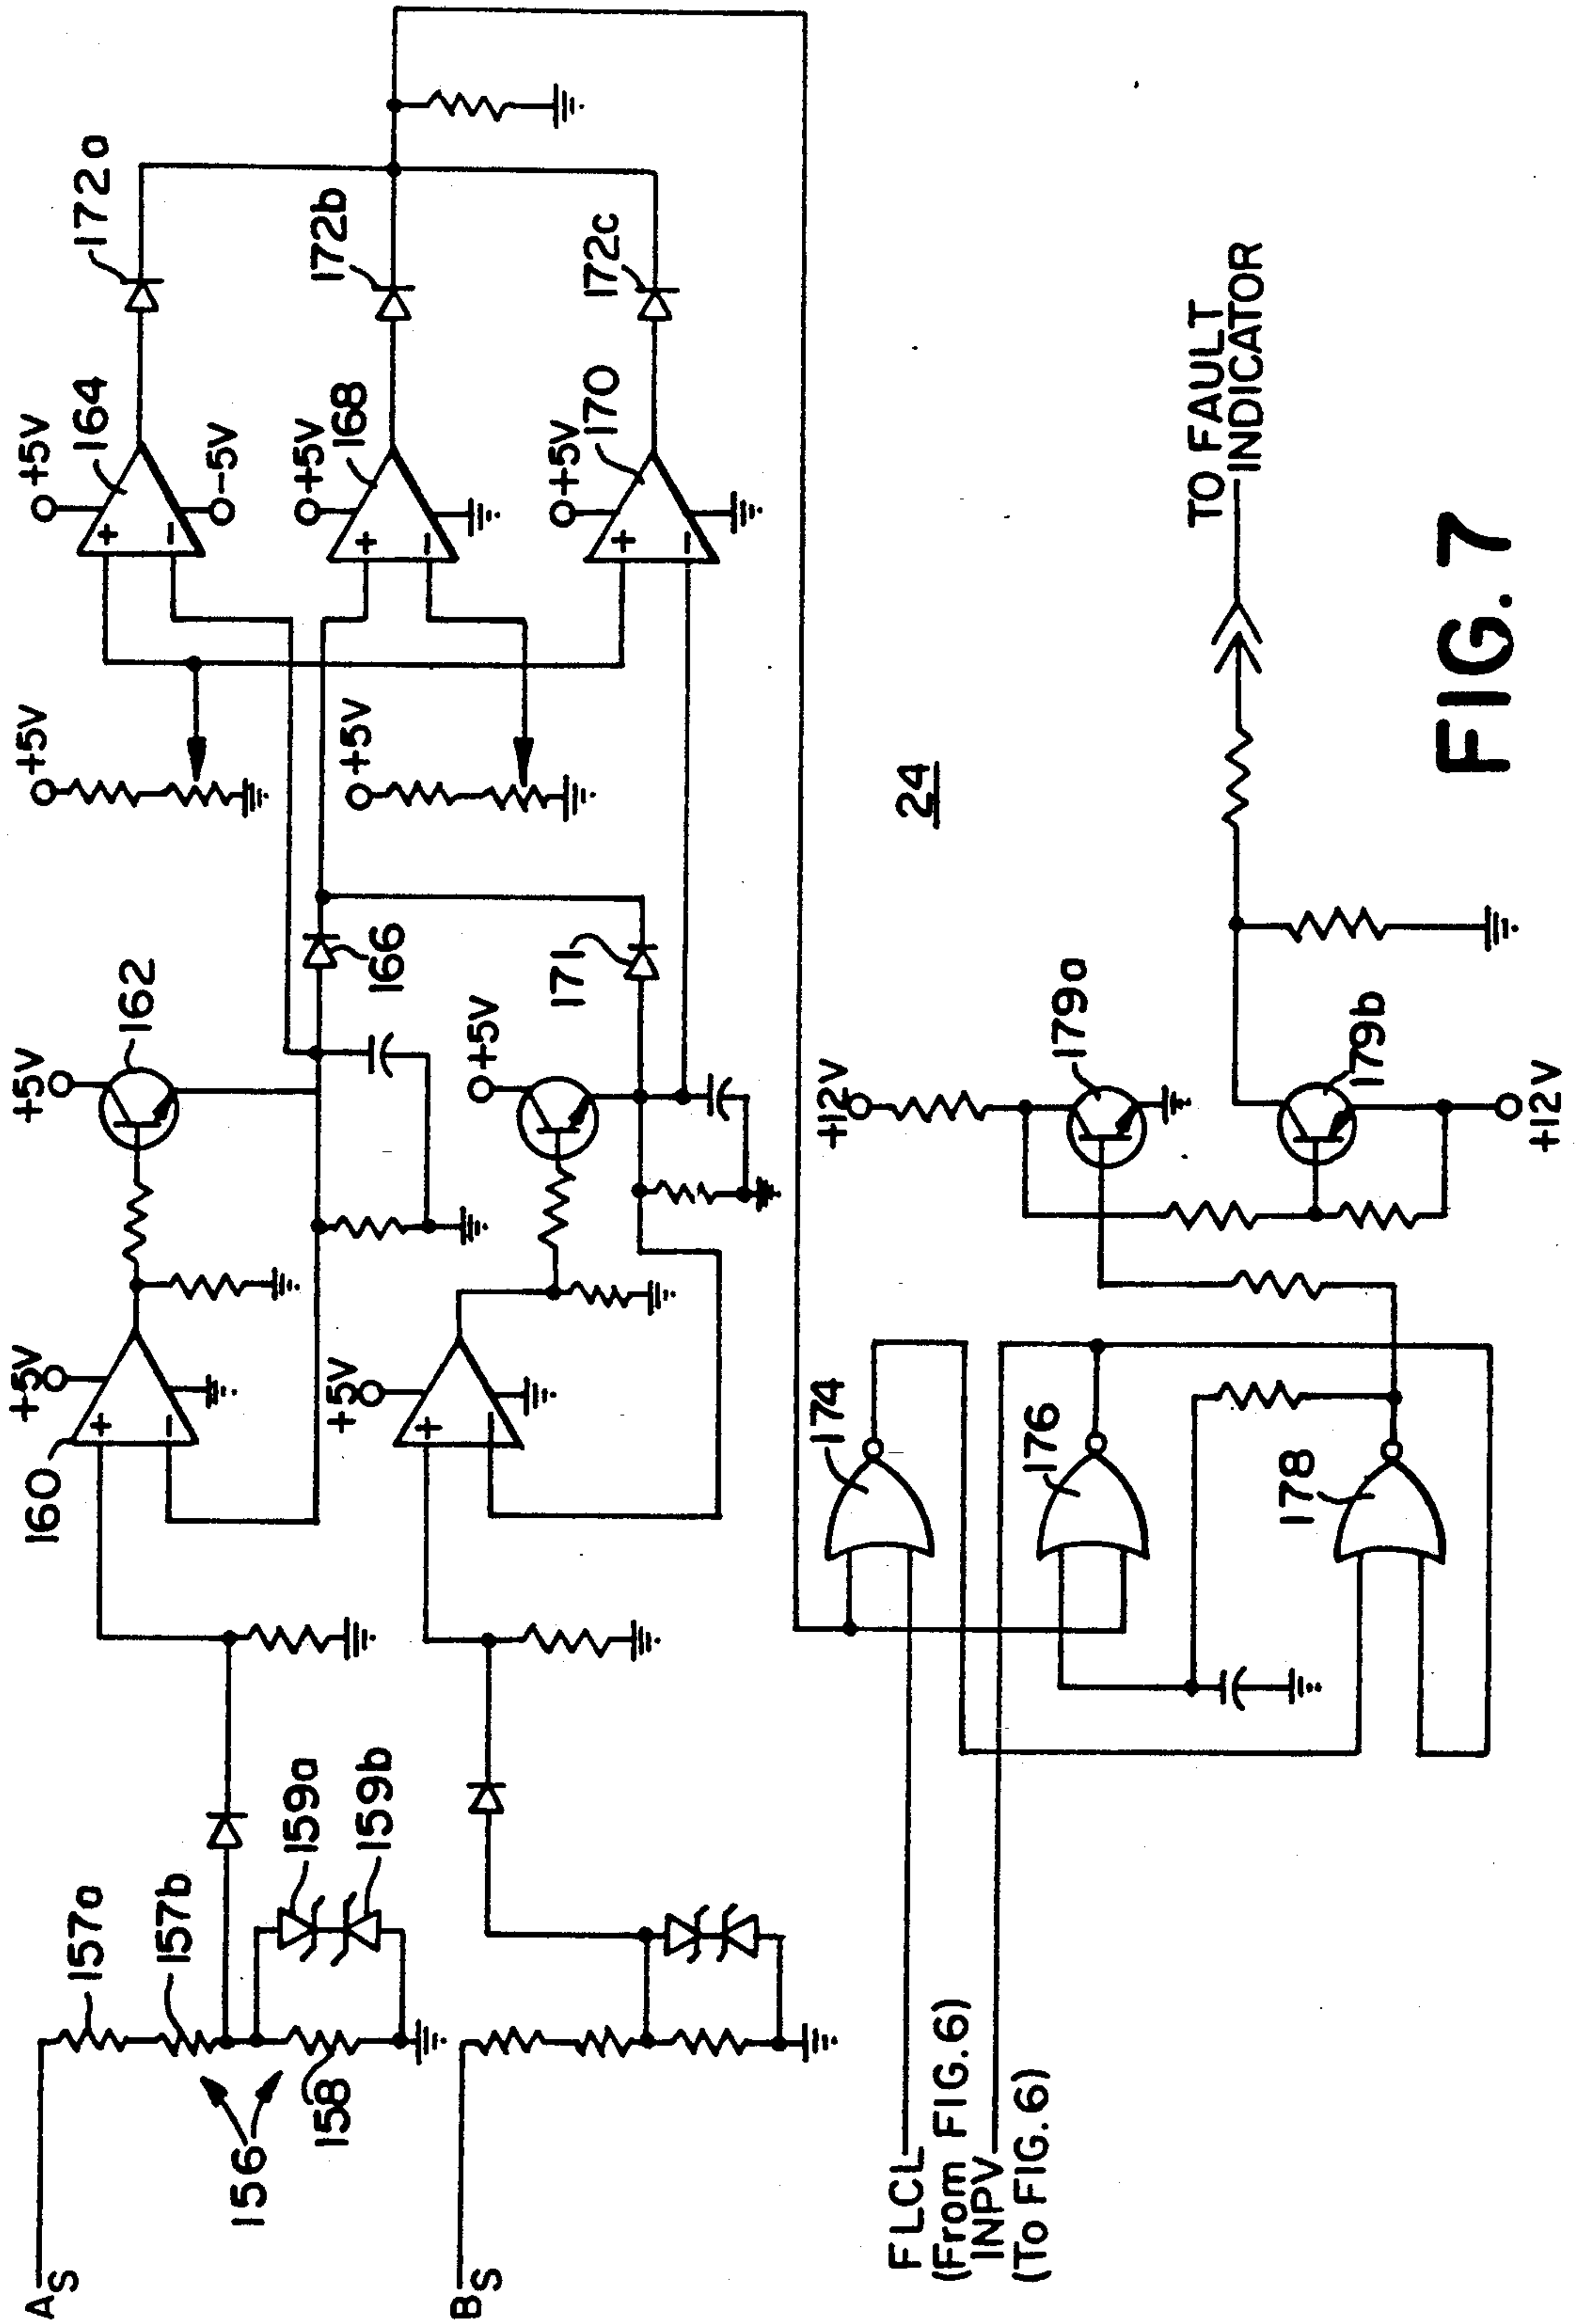 AS
156
157a
157b
158
159a
159b
160
+5V
+5V
162
166
+5V
+5V
164
-5V
172a
+5V
168
172b
+5V
BS
+5V
+5V
171
+5V
170
172c
FLCL
(From FIG.6)
INPV
(To FIG.6)
174
176
178
+12V
179a
179b
+12V
24
TO FAULT
INDICATOR
FIG. 7
+
-
+
-
+
-
+
-
+
-